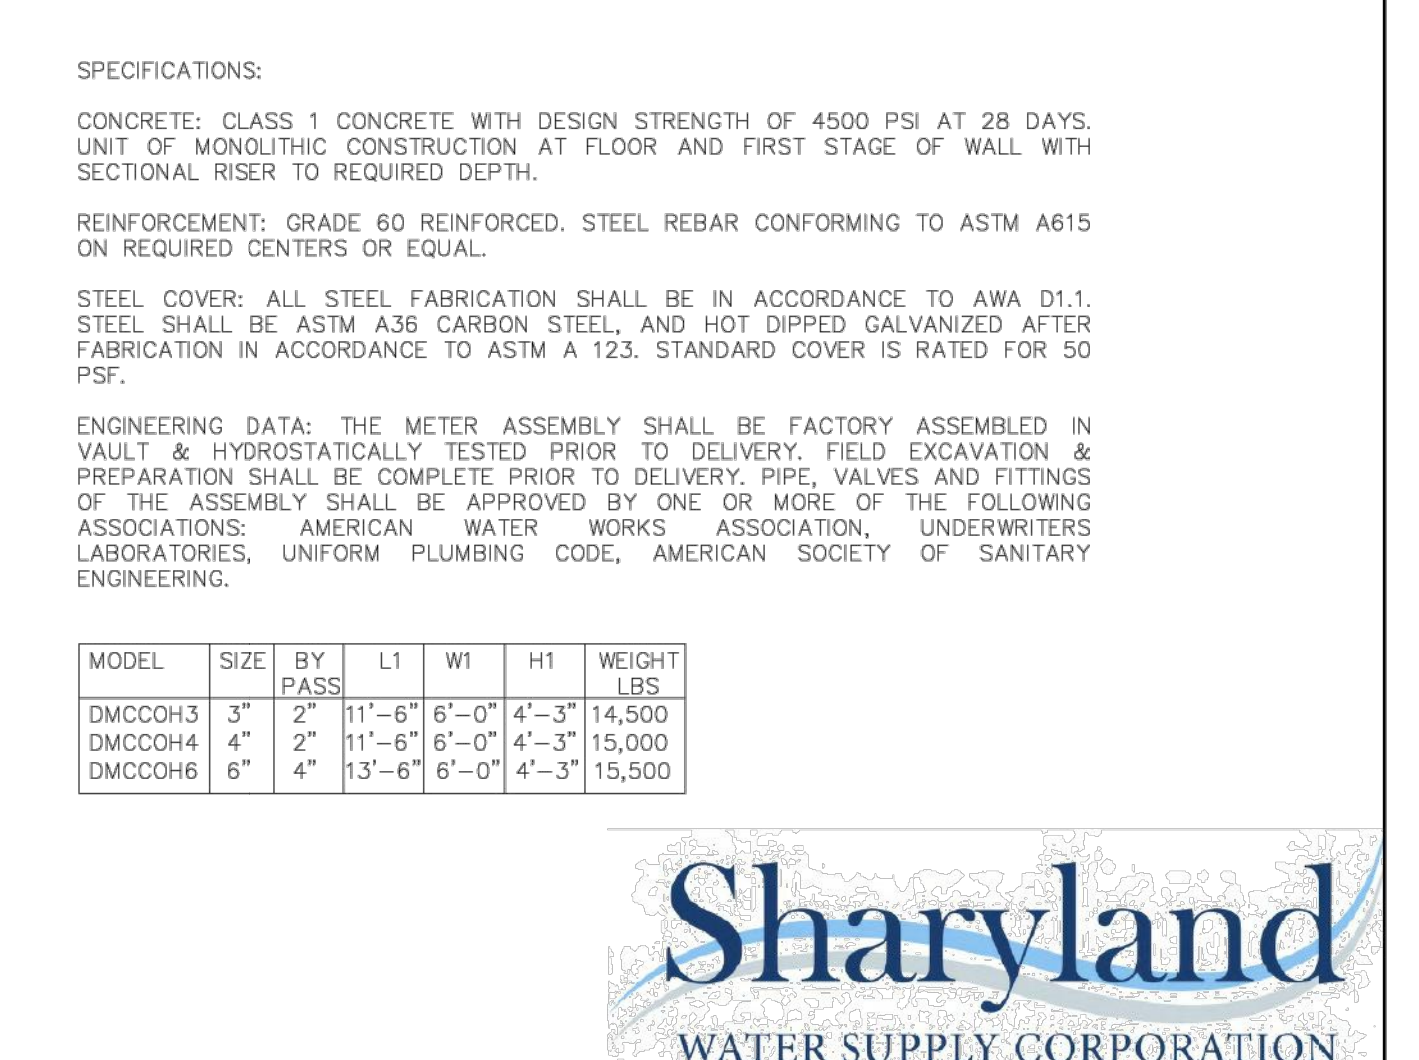 SPECIFICATIONS:
CONCRETE: CLASS 1 CONCRETE WITH DESIGN STRENGTH OF 4500 PSI AT 28 DAYS.
UNIT OF MONOLITHIC CONSTRUCTION AT FLOOR AND FIRST STAGE OF WALL WITH
SECTIONAL RISER TO REQUIRED DEPTH.
REINFORCEMENT: GRADE 60 REINFORCED. STEEL REBAR CONFORMING TO ASTM A615
ON REQUIRED CENTERS OR EQUAL.
STEEL COVER: ALL STEEL FABRICATION SHALL BE IN ACCORDANCE TO AWA D1.1.
STEEL SHALL BE ASTM A36 CARBON STEEL, AND HOT DIPPED GALVANIZED AFTER
FABRICATION IN ACCORDANCE TO ASTM A 123. STANDARD COVER IS RATED FOR 50
PSF.
ENGINEERING DATA: THE METER ASSEMBLY SHALL BE FACTORY ASSEMBLED IN
VAULT & HYDROSTATICALLY TESTED PRIOR TO DELIVERY. FIELD EXCAVATION &
PREPARATION SHALL BE COMPLETE PRIOR TO DELIVERY. PIPE, VALVES AND FITTINGS
OF THE ASSEMBLY SHALL BE APPROVED BY ONE OR MORE OF THE FOLLOWING
ASSOCIATIONS: AMERICAN WATER WORKS ASSOCIATION, UNDERWRITERS
LABORATORIES, UNIFORM PLUMBING CODE, AMERICAN SOCIETY OF SANITARY
ENGINEERING.
MODEL SIZE BY PASS L1 W1 H1 WEIGHT LBS
DMCCOH3 3" 2" 11'-6" 6'-0" 4'-3" 14,500
DMCCOH4 4" 2" 11'-6" 6'-0" 4'-3" 15,000
DMCCOH6 6" 4" 13'-6" 6'-0" 4'-3" 15,500
Sharyland
WATER SUPPLY CORPORATION